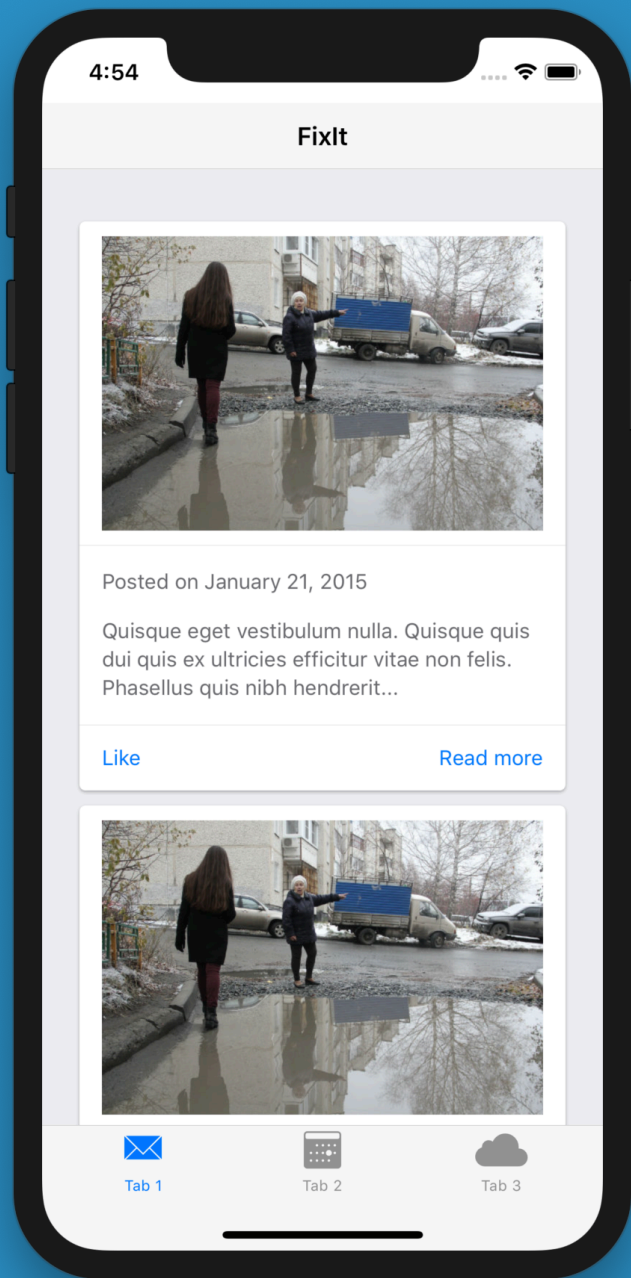 4:54
FixIt
Posted on January 21, 2015
Quisque eget vestibulum nulla. Quisque quis
dui quis ex ultricies efficitur vitae non felis.
Phasellus quis nibh hendrerit...
Like
Read more
Tab 1
Tab 2
Tab 3